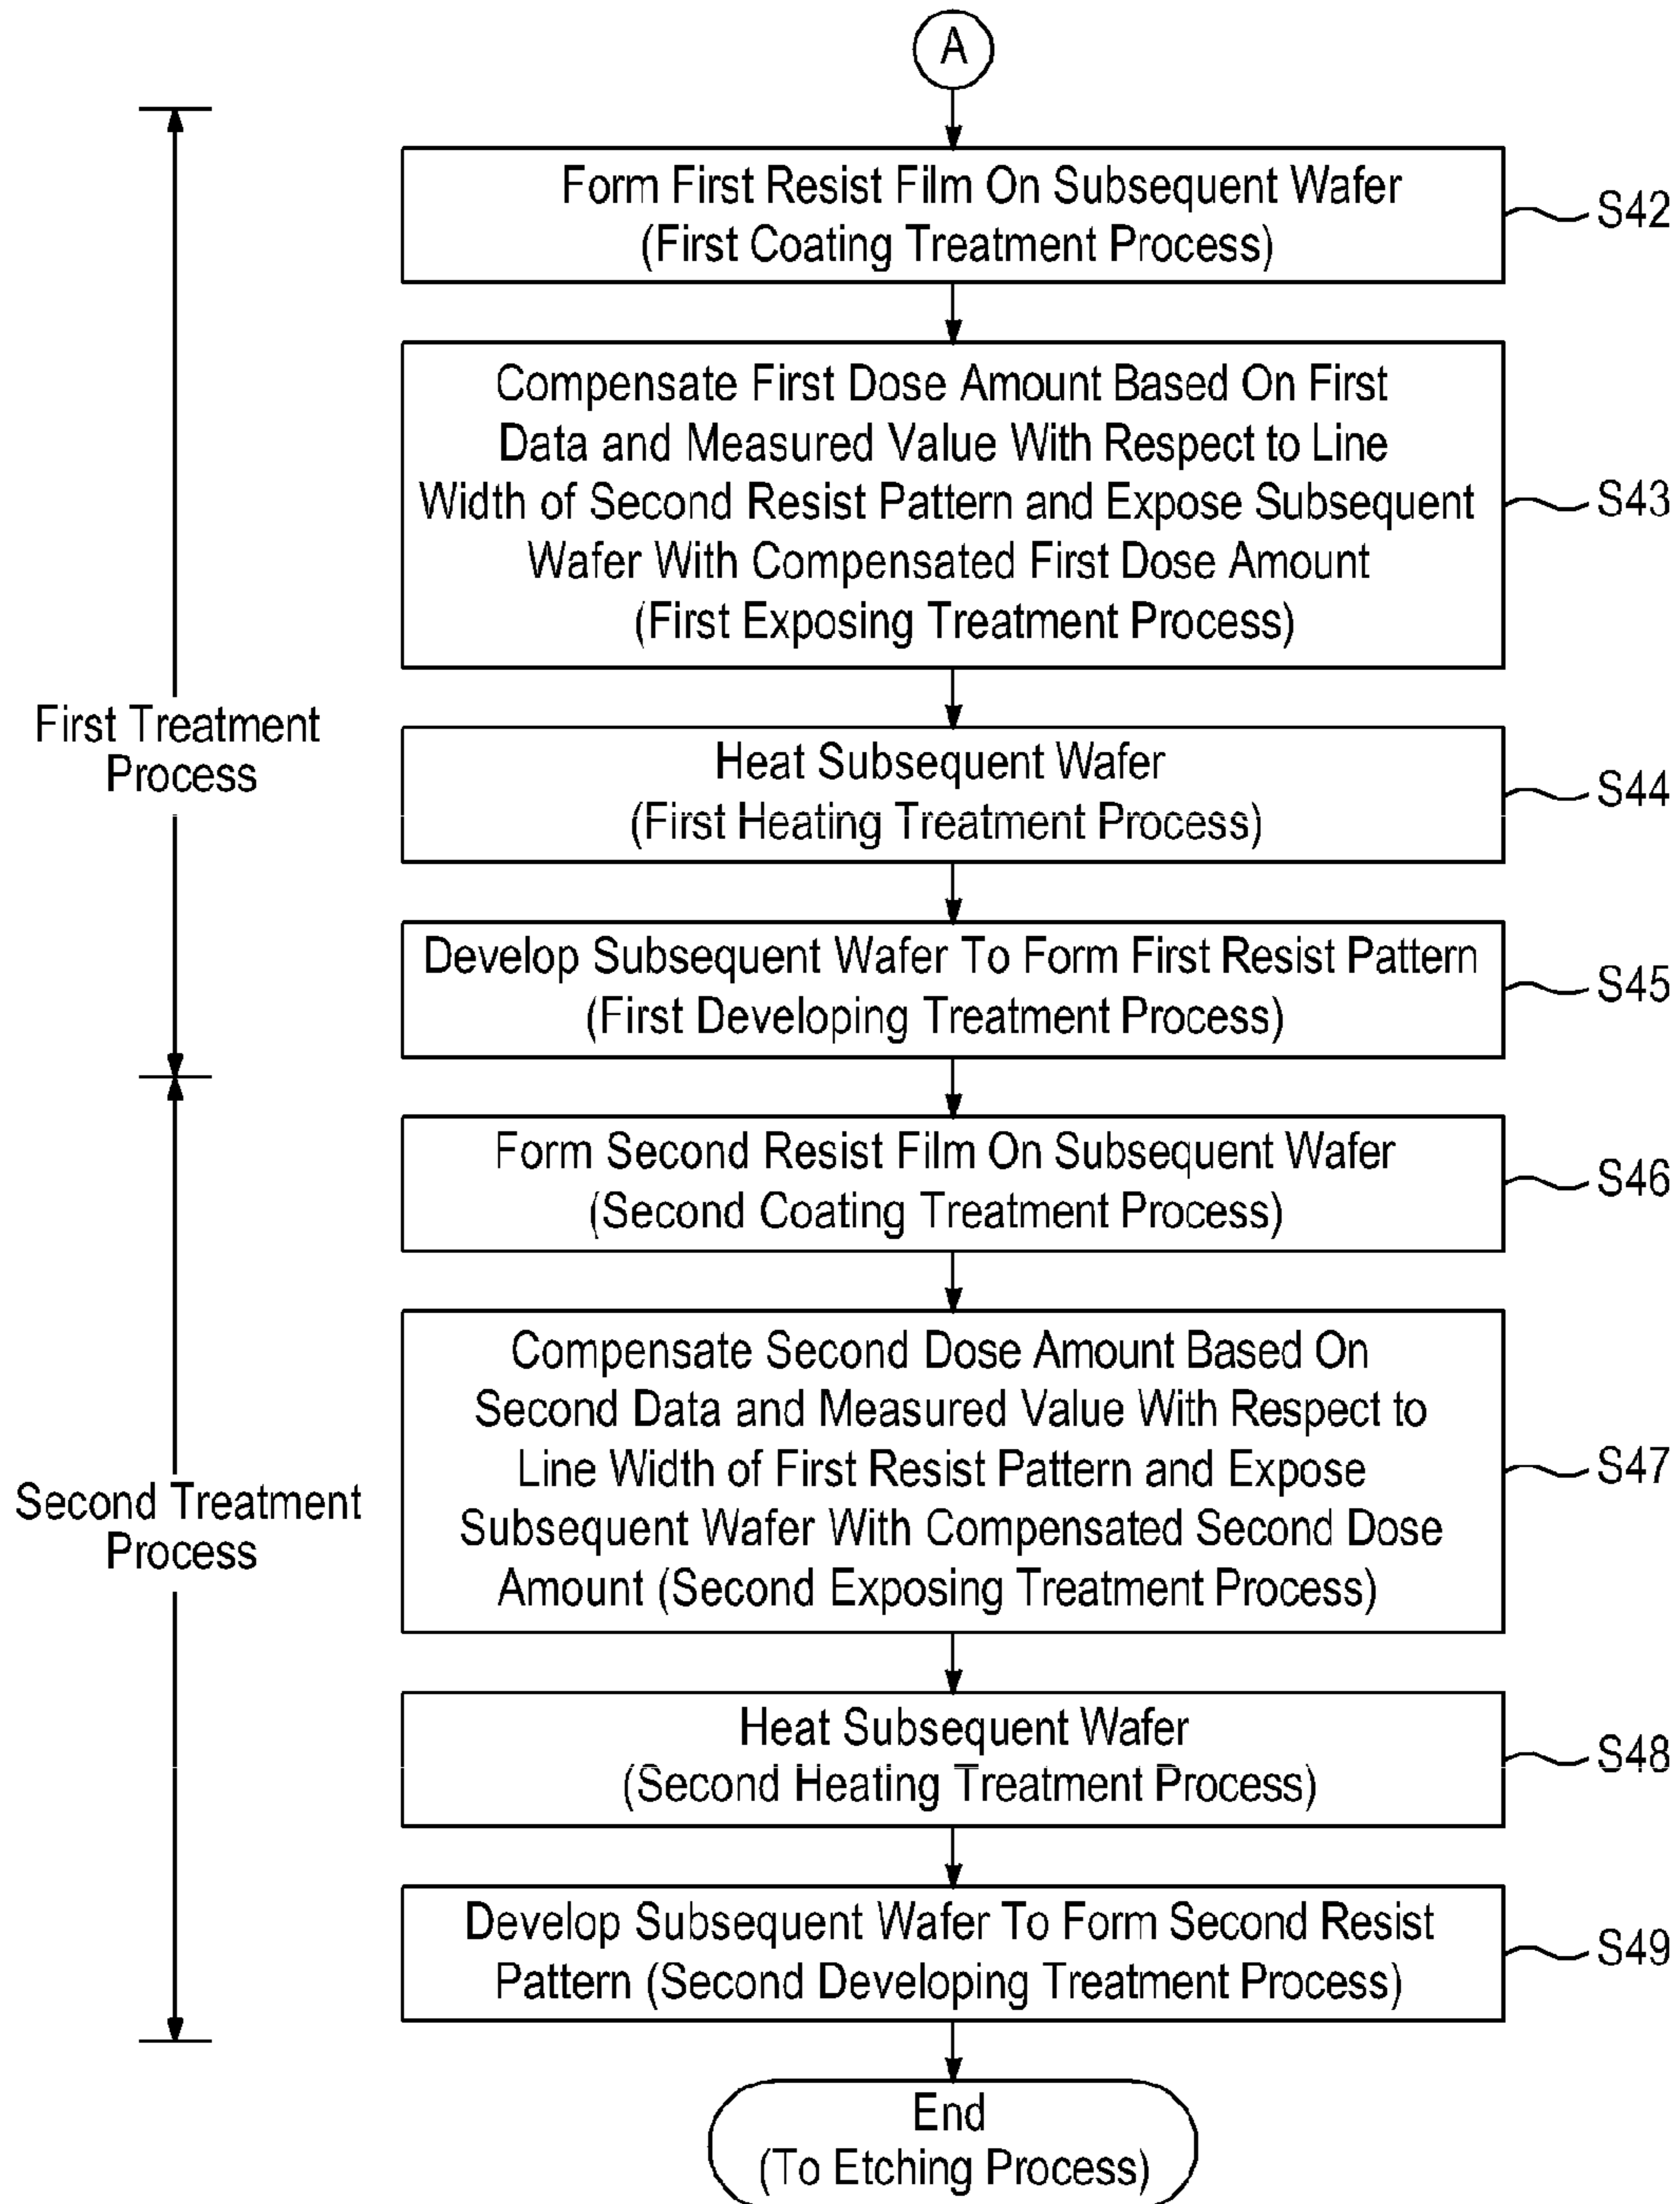 A
Form First Resist Film On Subsequent Wafer
(First Coating Treatment Process)
S42
Compensate First Dose Amount Based On First
Data and Measured Value With Respect to Line
Width of Second Resist Pattern and Expose Subsequent
Wafer With Compensated First Dose Amount
(First Exposing Treatment Process)
S43
First Treatment
Process
Heat Subsequent Wafer
(First Heating Treatment Process)
S44
Develop Subsequent Wafer To Form First Resist Pattern
(First Developing Treatment Process)
S45
Form Second Resist Film On Subsequent Wafer
(Second Coating Treatment Process)
S46
Compensate Second Dose Amount Based On
Second Data and Measured Value With Respect to
Line Width of First Resist Pattern and Expose
Subsequent Wafer With Compensated Second Dose
Amount (Second Exposing Treatment Process)
S47
Second Treatment
Process
Heat Subsequent Wafer
(Second Heating Treatment Process)
S48
Develop Subsequent Wafer To Form Second Resist
Pattern (Second Developing Treatment Process)
S49
End
(To Etching Process)